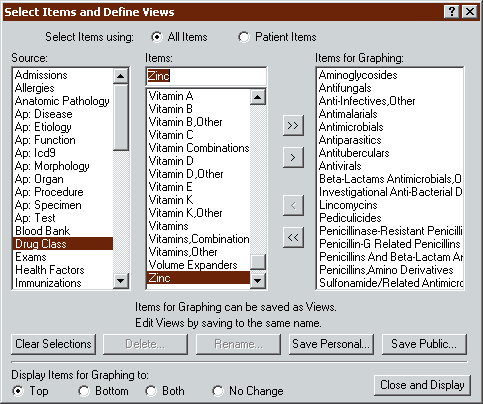 Select Items and Define Views
Select Items using: All Items Patient Items
Source:
Admissions
Allergies
Anatomic Pathology
Ap: Disease
Ap: Etiology
Ap: Function
Ap: Icd9
Ap: Morphology
Ap: Organ
Ap: Procedure
Ap: Specimen
Ap: Test
Blood Bank
Drug Class
Exams
Health Factors
Immunizations
Items:
Zinc
Vitamin A
Vitamin B
Vitamin B,Other
Vitamin C
Vitamin Combinations
Vitamin D
Vitamin D,Other
Vitamin E
Vitamin K
Vitamin K,Other
Vitamins
Vitamins,Combination
Vitamins,Other
Volume Expanders
Zinc
>>
>
<
<<
Items for Graphing:
Aminoglycosides
Antifungals
Anti-Infectives,Other
Antimalarials
Antimicrobials
Antiparasitics
Antituberculars
Antivirals
Beta-Lactams Antimicrobials,O
Investigational Anti-Bacterial D
Lincomycins
Pediculicides
Penicillinase-Resistant Penicilli
Penicillin-G Related Penicillins
Penicillins And Beta-Lactam An
Penicillins,Amino Derivatives
Sulfonamide/Related Antimicro
Items for Graphing can be saved as Views.
Edit Views by saving to the same name.
Clear Selections Delete... Rename... Save Personal... Save Public...
Display Items for Graphing to:
Top Bottom Both No Change
Close and Display